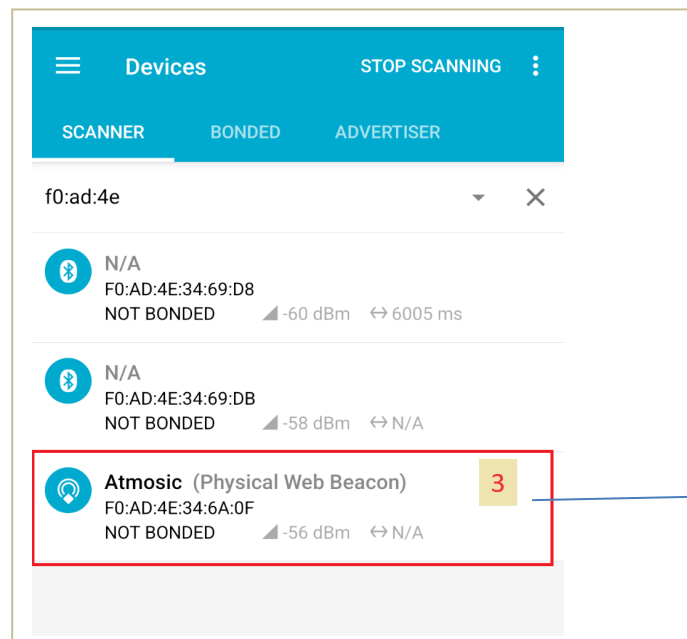 Devices STOP SCANNING
SCANNER BONDED ADVERTISER
f0:ad:4e
N/A
F0:AD:4E:34:69:D8
NOT BONDED -60 dBm 6005 ms
N/A
F0:AD:4E:34:69:DB
NOT BONDED -58 dBm N/A
Atmosic (Physical Web Beacon) 3
F0:AD:4E:34:6A:0F
NOT BONDED -56 dBm N/A